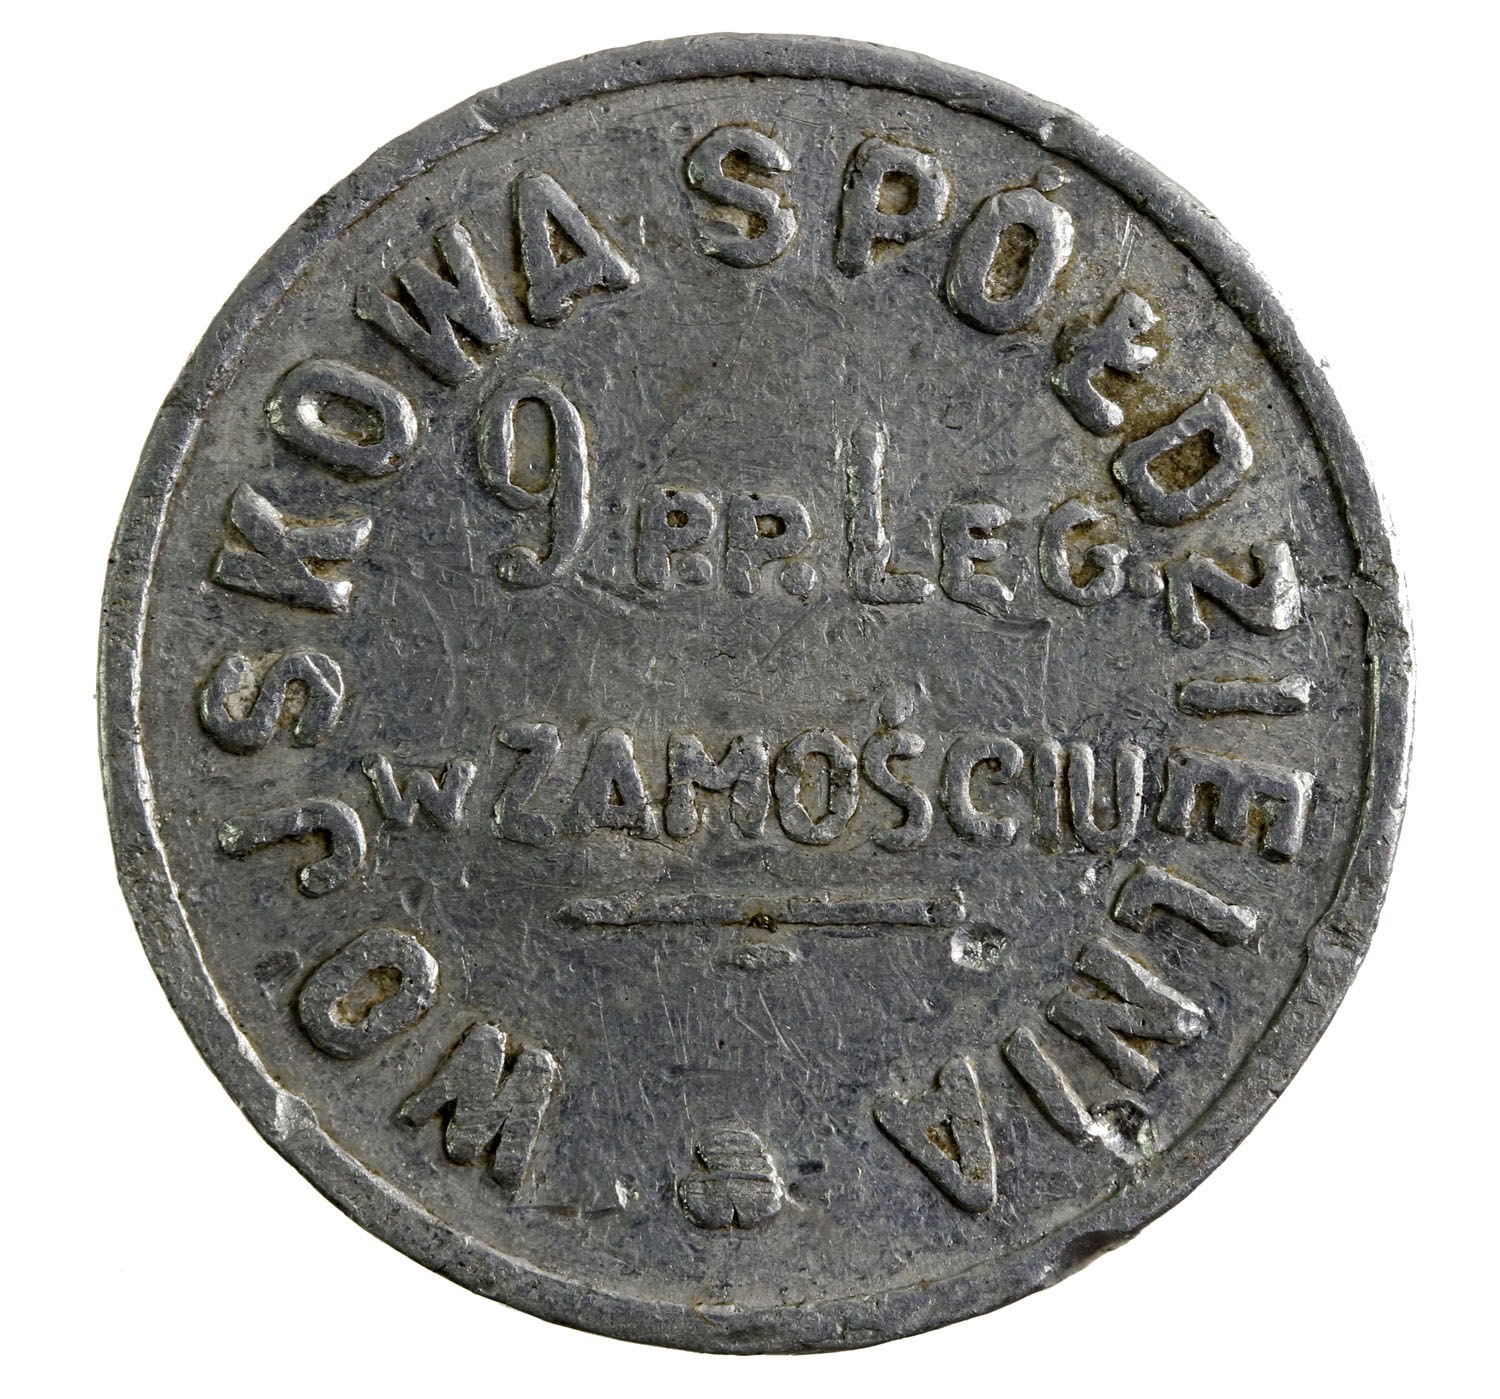 WOJSKOWA SPÓŁDZIELNIA
9 P.P. LEG.
W ZAMOŚCIU